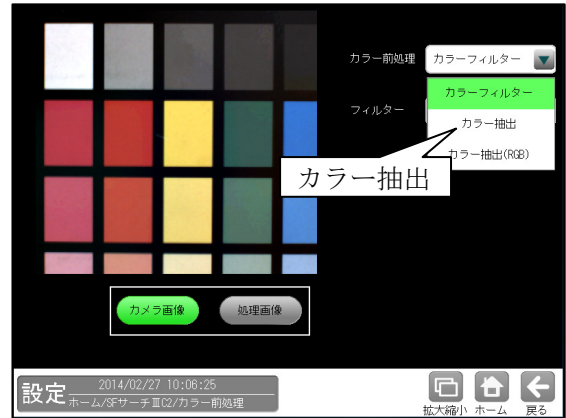 カラー前処理 カラーフィルター
カラーフィルター
フィルター
カラー抽出
カラー抽出(RGB)
カラー抽出
カメラ画像 処理画像
設定 2014/02/27 10:06:25
ホーム/SFサーチⅢC2/カラー前処理
拡大縮小 ホーム 戻る